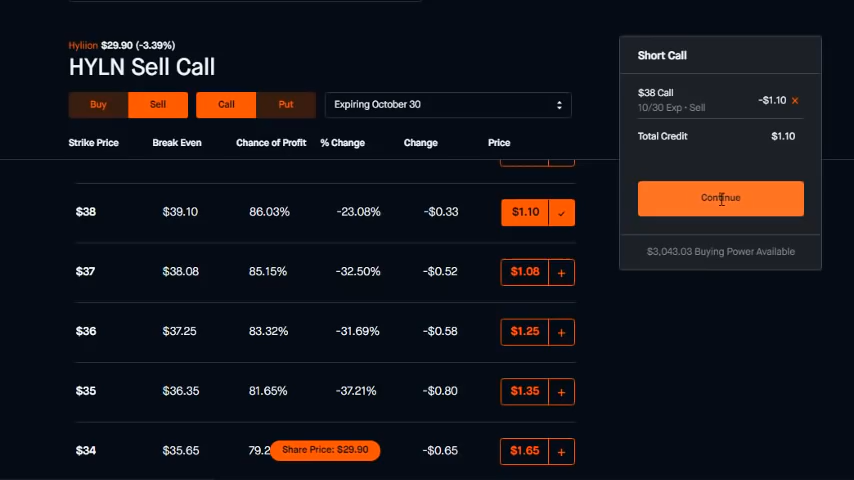 Hyliion $29.90 (-3.39%)
HYLN Sell Call
Buy Sell Call Put Expiring October 30
Strike Price Break Even Chance of Profit % Change Change Price
$38 $39.10 86.03% -23.08% -$0.33 $1.10
$37 $38.08 85.15% -32.50% -$0.52 $1.08 +
$36 $37.25 83.32% -31.69% -$0.58 $1.25 +
$35 $36.35 81.65% -37.21% -$0.80 $1.35 +
$34 $35.65 79.2 -$0.65 $1.65 +
Share Price: $29.90
Short Call
$38 Call -$1.10 ×
10/30 Exp · Sell
Total Credit $1.10
Continue
$3,043.03 Buying Power Available